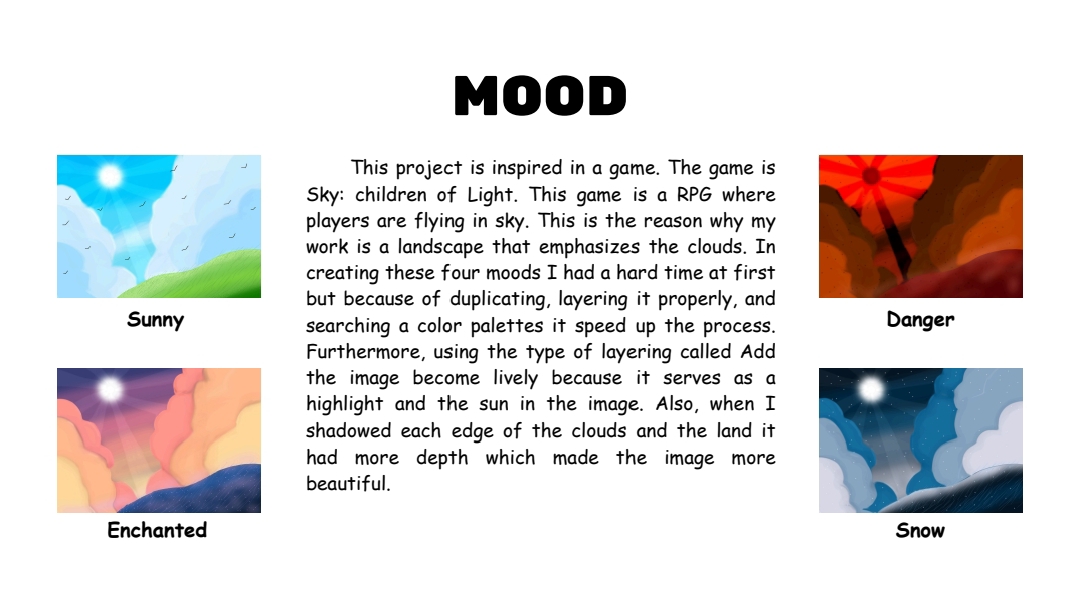 MOOD
This project is inspired in a game. The game is
Sky: children of Light. This game is a RPG where
players are flying in sky. This is the reason why my
work is a landscape that emphasizes the clouds. In
creating these four moods I had a hard time at first
but because of duplicating, layering it properly, and
searching a color palettes it speed up the process.
Furthermore, using the type of layering called Add
the image become lively because it serves as a
highlight and the sun in the image. Also, when I
shadowed each edge of the clouds and the land it
had more depth which made the image more
beautiful.
Sunny
Danger
Enchanted
Snow